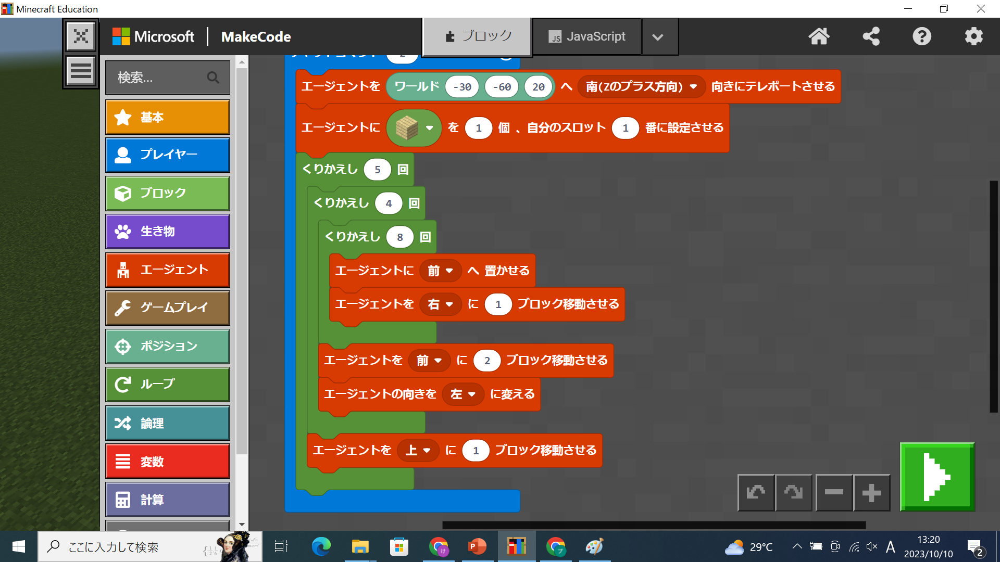 Minecraft Education
Microsoft | MakeCode
ブロック
JS JavaScript
検索...
基本
プレイヤー
ブロック
生き物
エージェント
ゲームプレイ
ポジション
ループ
論理
変数
計算
エージェントを ワールド -30 -60 20 へ 南(Zのプラス方向) 向きにテレポートさせる
エージェントに を 1 個 、自分のスロット 1 番に設定させる
くりかえし 5 回
くりかえし 4 回
くりかえし 8 回
エージェントに 前 へ 置かせる
エージェントを 右 に 1 ブロック移動させる
エージェントを 前 に 2 ブロック移動させる
エージェントの向きを 左 に変える
エージェントを 上 に 1 ブロック移動させる
ここに入力して検索
29°C
A
13:20
2023/10/10
2